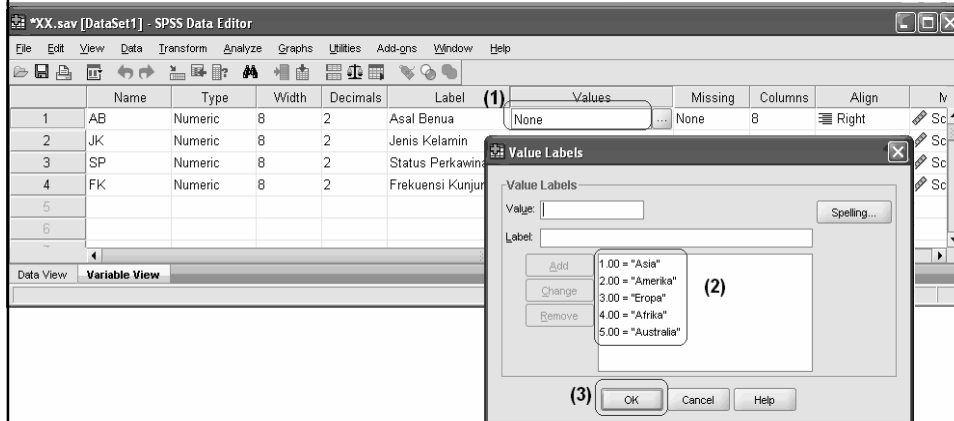 *XX.sav [DataSet1] - SPSS Data Editor
File Edit View Data Transform Analyze Graphs Utilities Add-ons Window Help
Name Type Width Decimals Label (1) Values Missing Columns Align
1 AB Numeric 8 2 Asal Benua None ... None 8 Right Sc
2 JK Numeric 8 2 Jenis Kelamin Sc
3 SP Numeric 8 2 Status Perkawina Sc
4 FK Numeric 8 2 Frekuensi Kunjur Sc
5
6
Data View Variable View
Value Labels
Value Labels
Value:
Spelling...
Label:
Add
Change
Remove
1.00 = "Asia"
2.00 = "Amerika"
3.00 = "Eropa"
4.00 = "Afrika"
5.00 = "Australia"
(2)
(3) OK Cancel Help